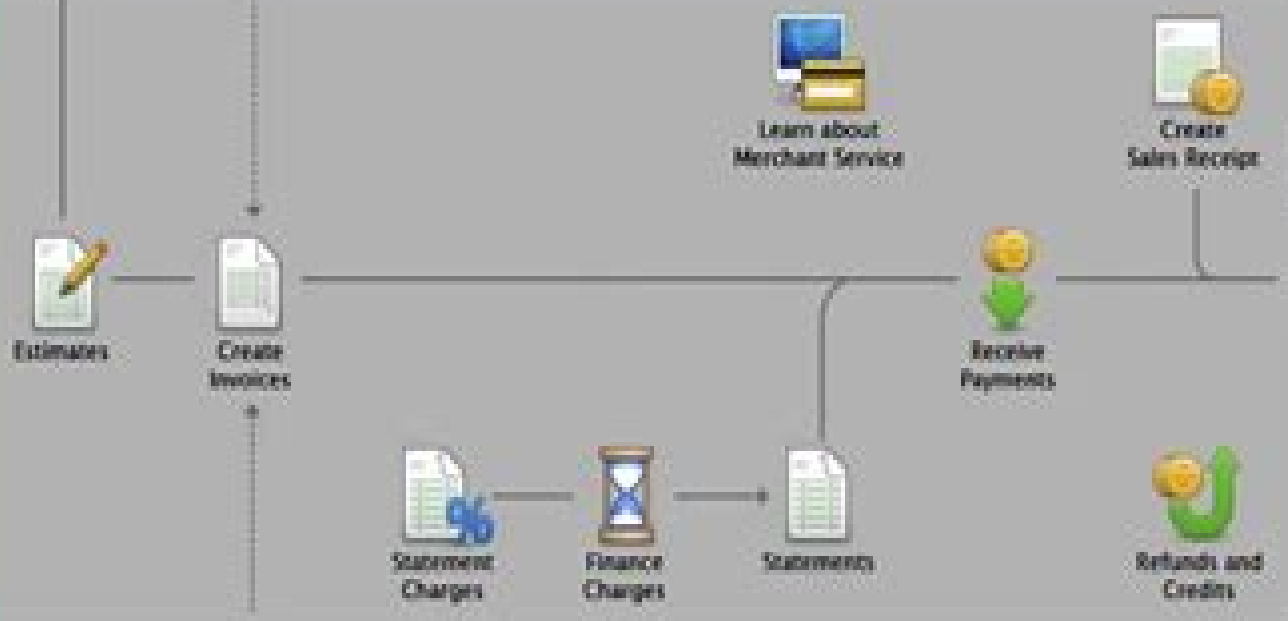 Learn about
Merchant Service
Create
Sales Receipt
Estimates
Create
Invoices
Receive
Payments
Statement
Charges
Finance
Charges
Statements
Refunds and
Credits